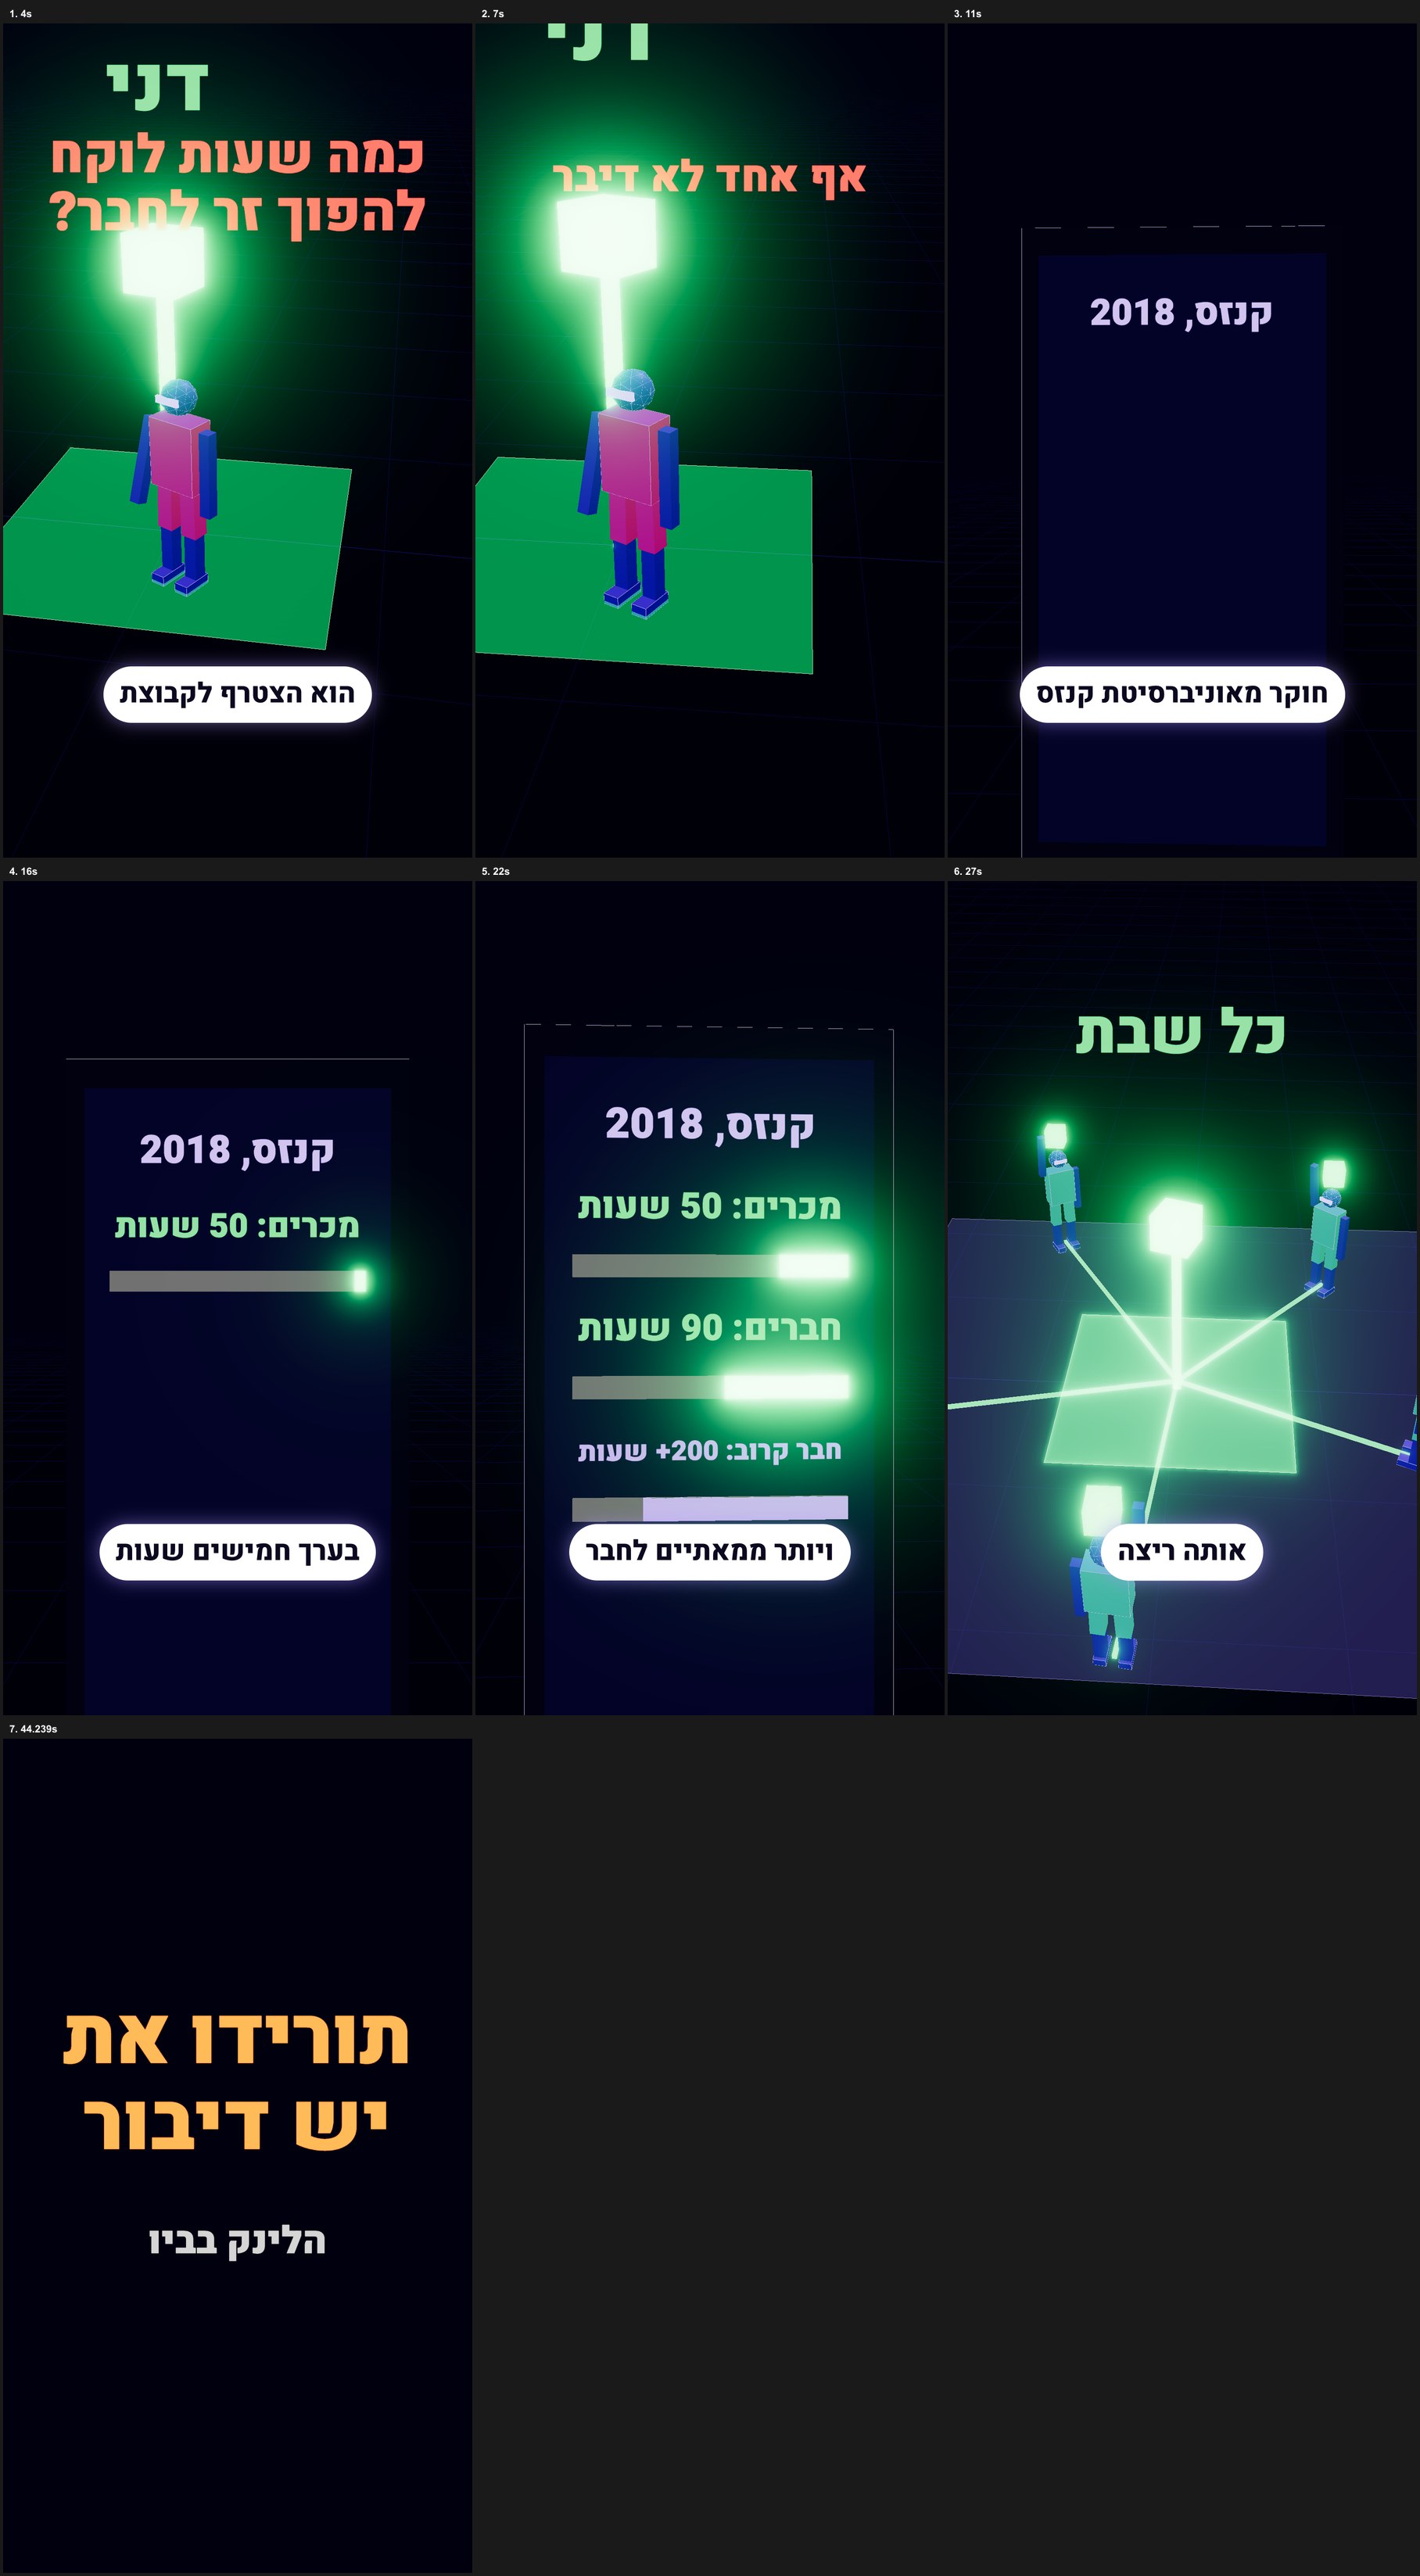 1. 4s
דני
כמה שעות לוקח
להפוך זר לחבר?
הוא הצטרף לקבוצת
2. 7s
דני
אף אחד לא דיבר
3. 11s
קנזס, 2018
חוקר מאוניברסיטת קנזס
4. 16s
קנזס, 2018
מכרים: 50 שעות
בערך חמישים שעות
5. 22s
קנזס, 2018
מכרים: 50 שעות
חברים: 90 שעות
חבר קרוב: 200+ שעות
ויותר ממאתיים לחבר
6. 27s
כל שבת
אותה ריצה
7. 44.239s
תורידו את
יש דיבור
הלינק בביו